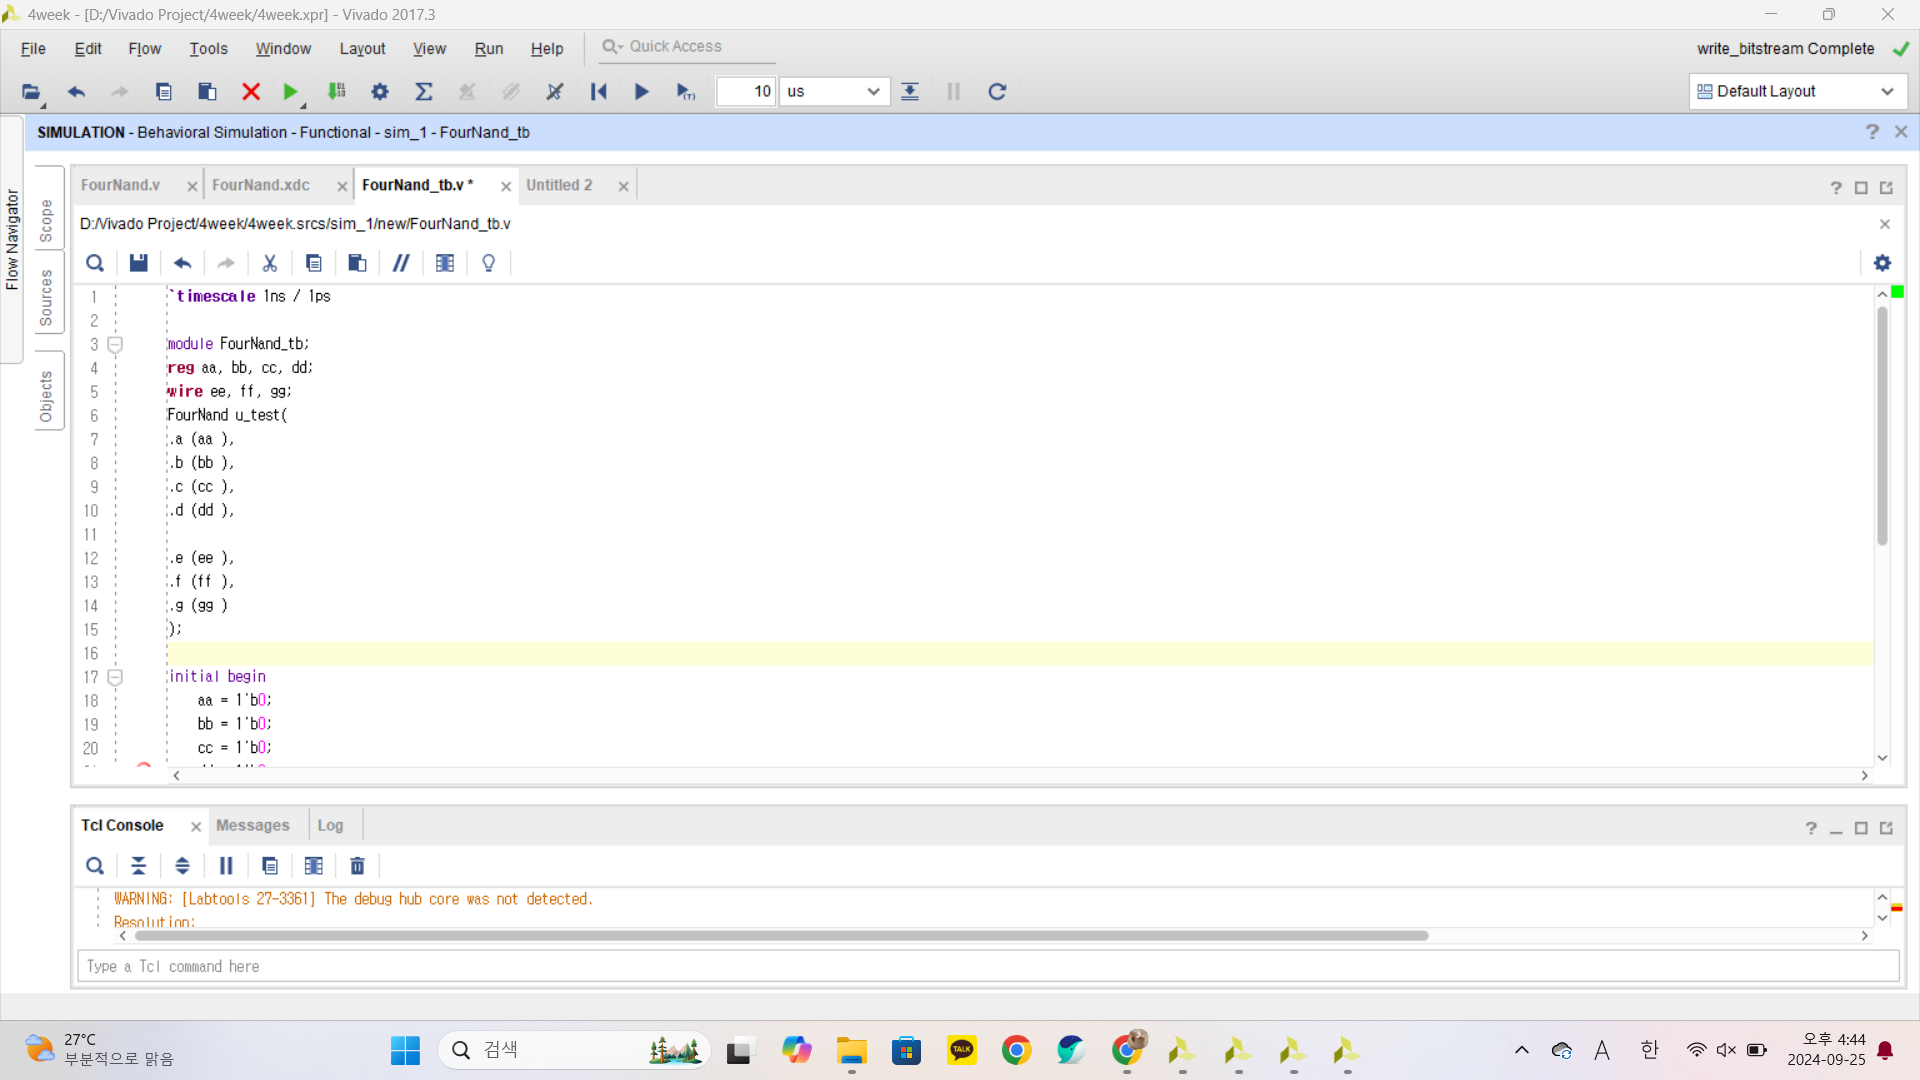 4week - [D:/Vivado Project/4week/4week.xpr] - Vivado 2017.3
File Edit Flow Tools Window Layout View Run Help Quick Access write_bitstream Complete
10 us Default Layout
SIMULATION - Behavioral Simulation - Functional - sim_1 - FourNand_tb
Flow Navigator
Scope
Sources
Objects
FourNand.v FourNand.xdc FourNand_tb.v * Untitled 2
D:/Vivado Project/4week/4week.srcs/sim_1/new/FourNand_tb.v
1 `timescale 1ns / 1ps
2
3 module FourNand_tb;
4 reg aa, bb, cc, dd;
5 wire ee, ff, gg;
6 FourNand u_test(
7 .a (aa ),
8 .b (bb ),
9 .c (cc ),
10 .d (dd ),
11
12 .e (ee ),
13 .f (ff ),
14 .g (gg )
15 );
16
17 initial begin
18 aa = 1'b0;
19 bb = 1'b0;
20 cc = 1'b0;
Tcl Console Messages Log
WARNING: [Labtools 27-3361] The debug hub core was not detected.
Resolution:
Type a Tcl command here
27°C
부분적으로 맑음
검색
TALK
A 한
오후 4:44
2024-09-25